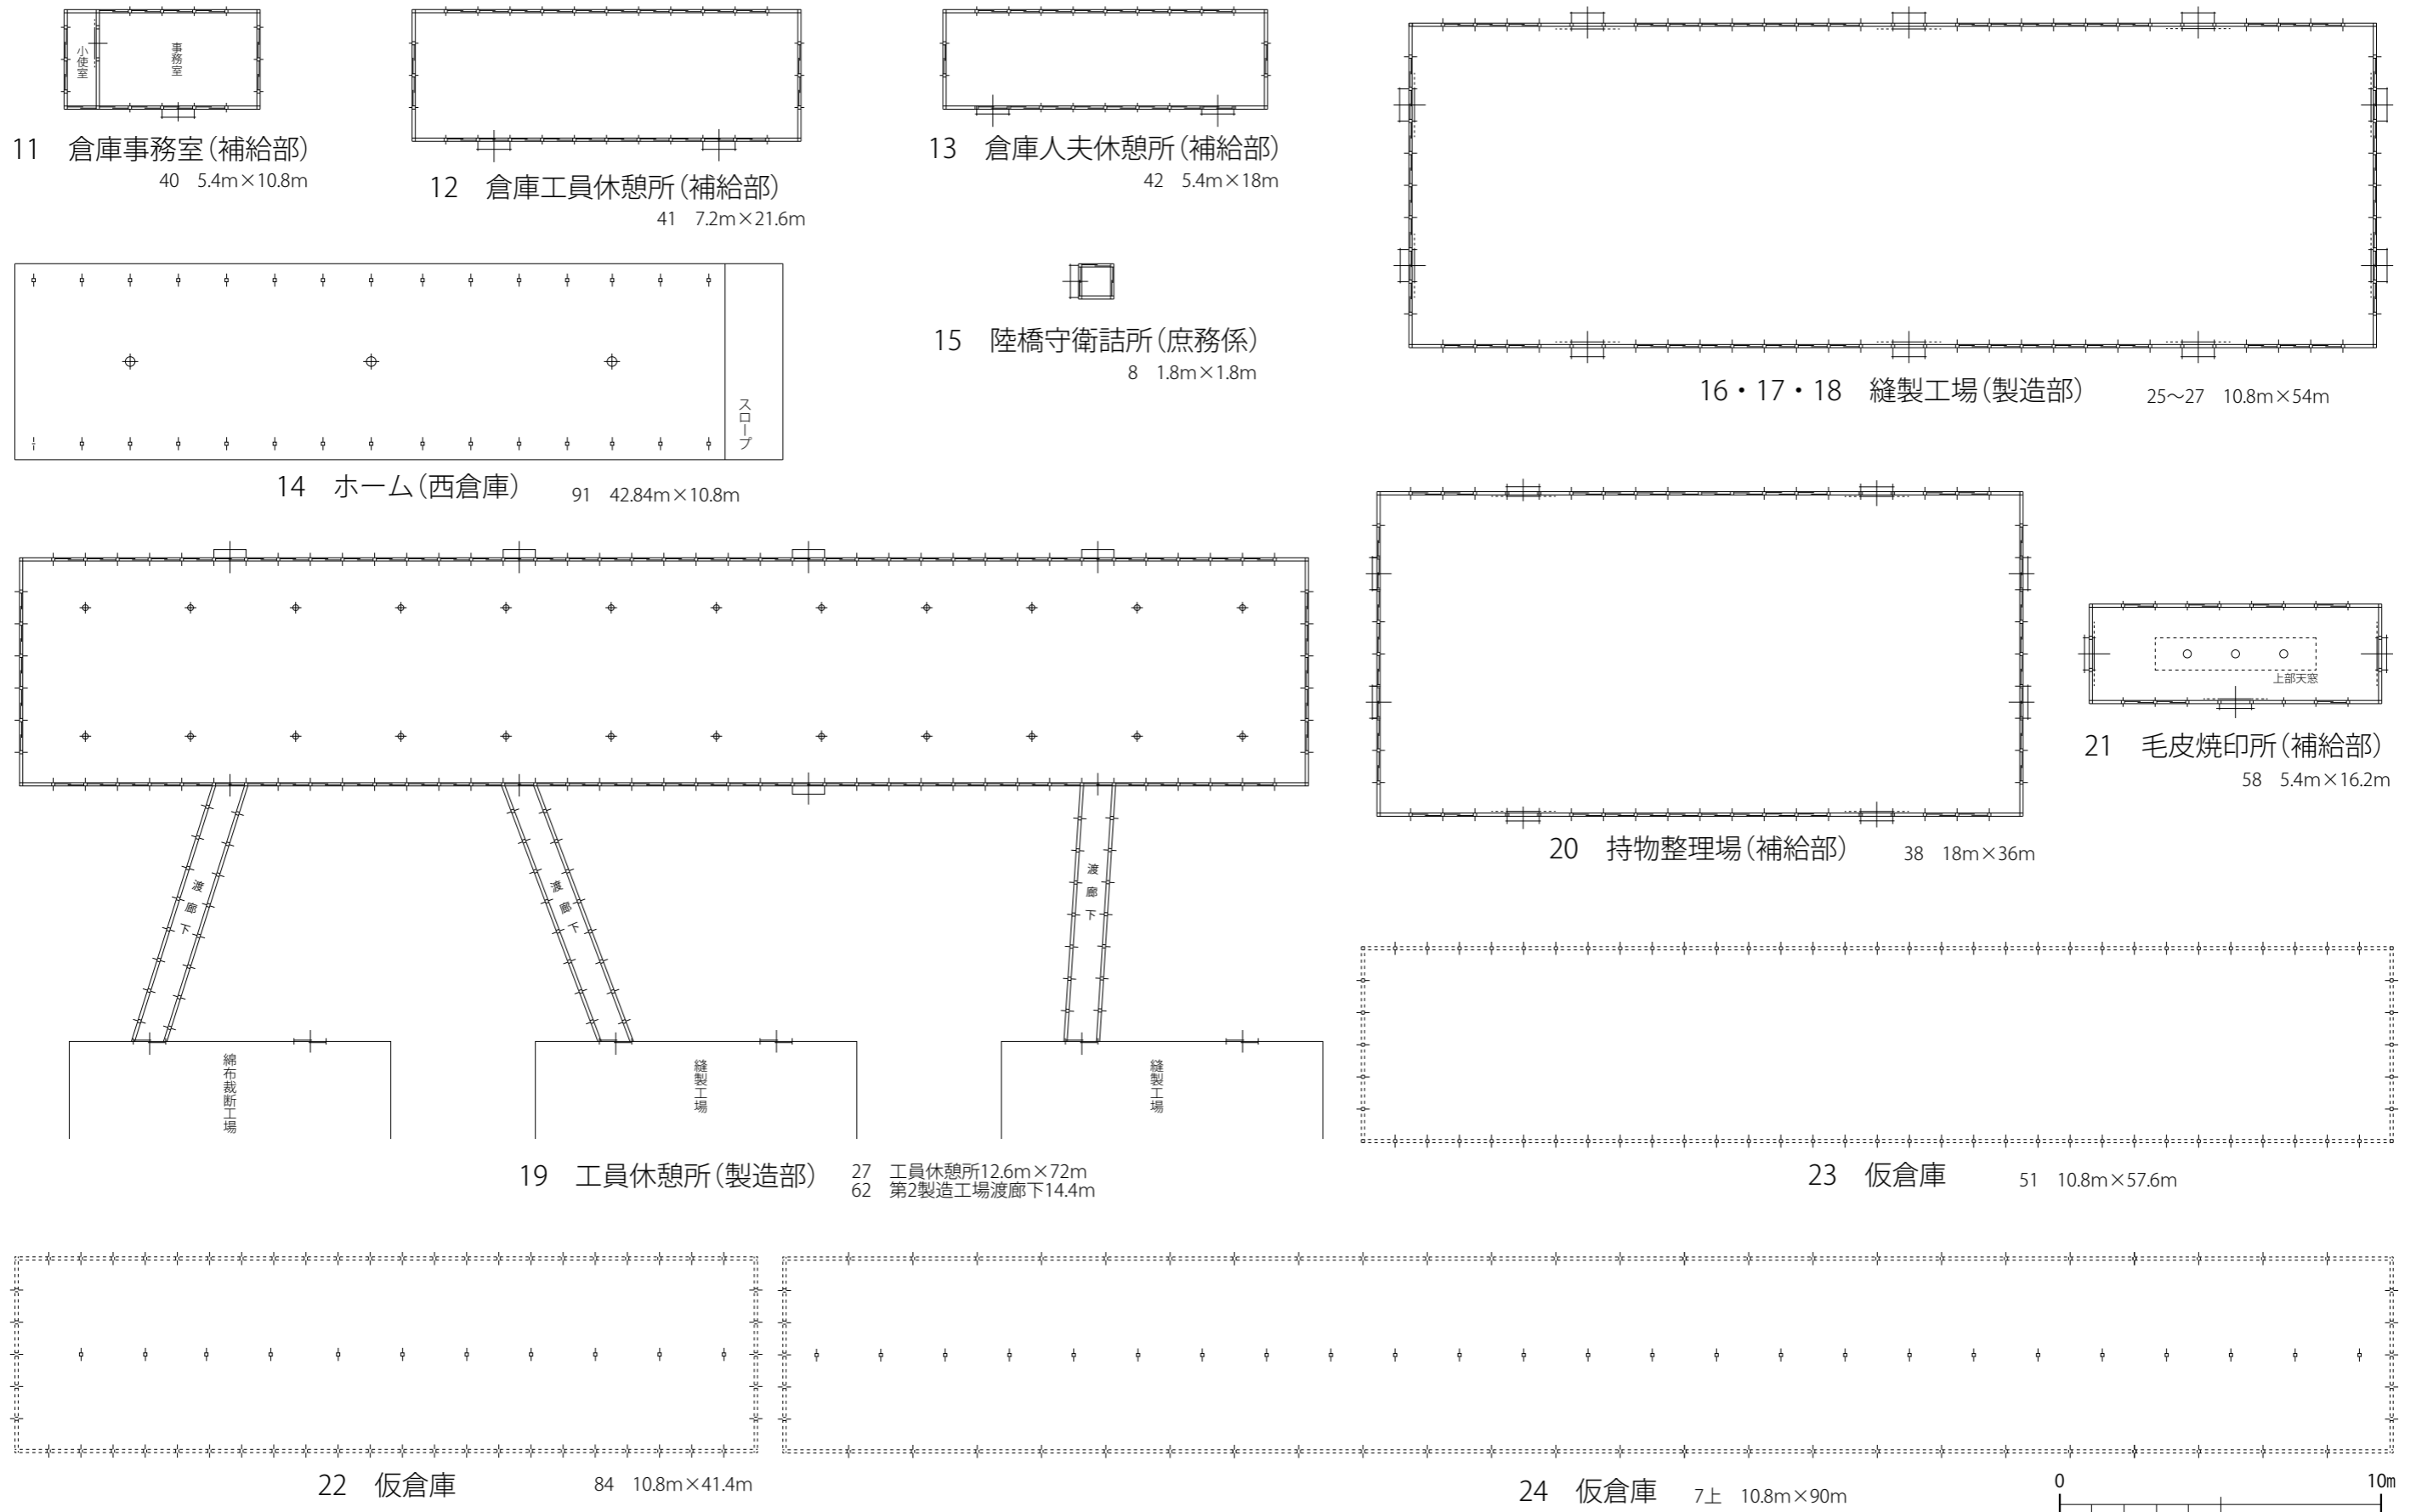 小使室
事務室
11　倉庫事務室（補給部）
40　5.4m×10.8m
12　倉庫工員休憩所（補給部）
41　7.2m×21.6m
13　倉庫人夫休憩所（補給部）
42　5.4m×18m
スロープ
14　ホーム（西倉庫）　91　42.84m×10.8m
15　陸橋守衛詰所（庶務係）
8　1.8m×1.8m
16・17・18　縫製工場（製造部）　25〜27　10.8m×54m
渡廊下
渡廊下
渡廊下
綿布裁断工場
縫製工場
縫製工場
19　工員休憩所（製造部）
27　工員休憩所12.6m×72m
62　第2製造工場渡廊下14.4m
20　持物整理場（補給部）　38　18m×36m
上部天窓
21　毛皮焼印所（補給部）
58　5.4m×16.2m
23　仮倉庫　51　10.8m×57.6m
22　仮倉庫　84　10.8m×41.4m
24　仮倉庫　7上　10.8m×90m
0　10m